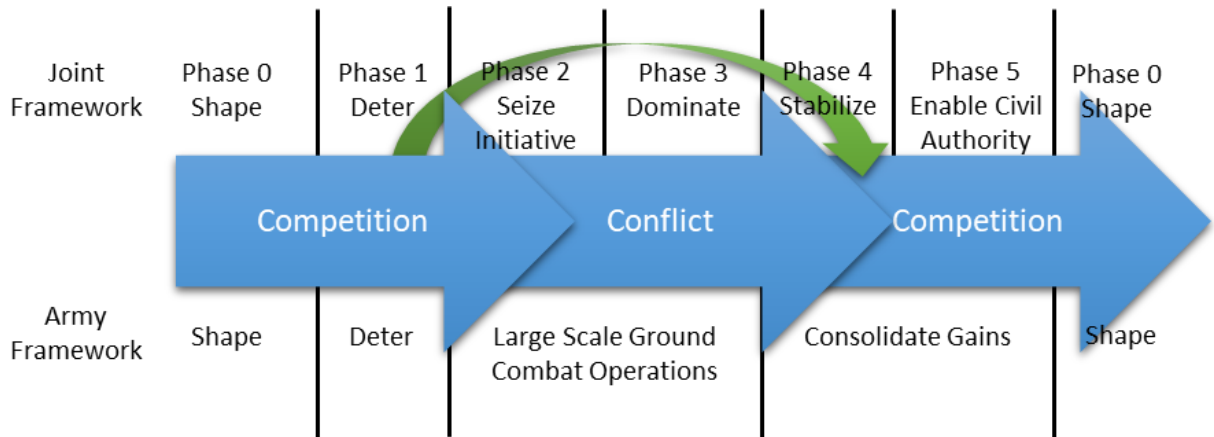 Joint
Framework
Phase 0
Shape
Phase 1
Deter
Phase 2
Seize
Initiative
Phase 3
Dominate
Phase 4
Stabilize
Phase 5
Enable Civil
Authority
Phase 0
Shape
Competition
Conflict
Competition
Army
Framework
Shape
Deter
Large Scale Ground
Combat Operations
Consolidate Gains
Shape